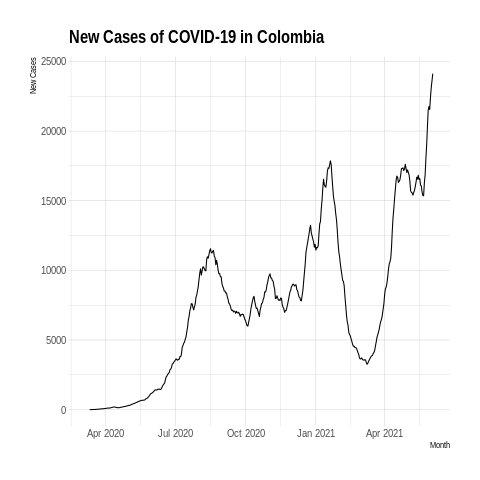 New Cases of COVID-19 in Colombia
New Cases
25000
20000
15000
10000
5000
0
Apr 2020
Jul 2020
Oct 2020
Jan 2021
Apr 2021
Month